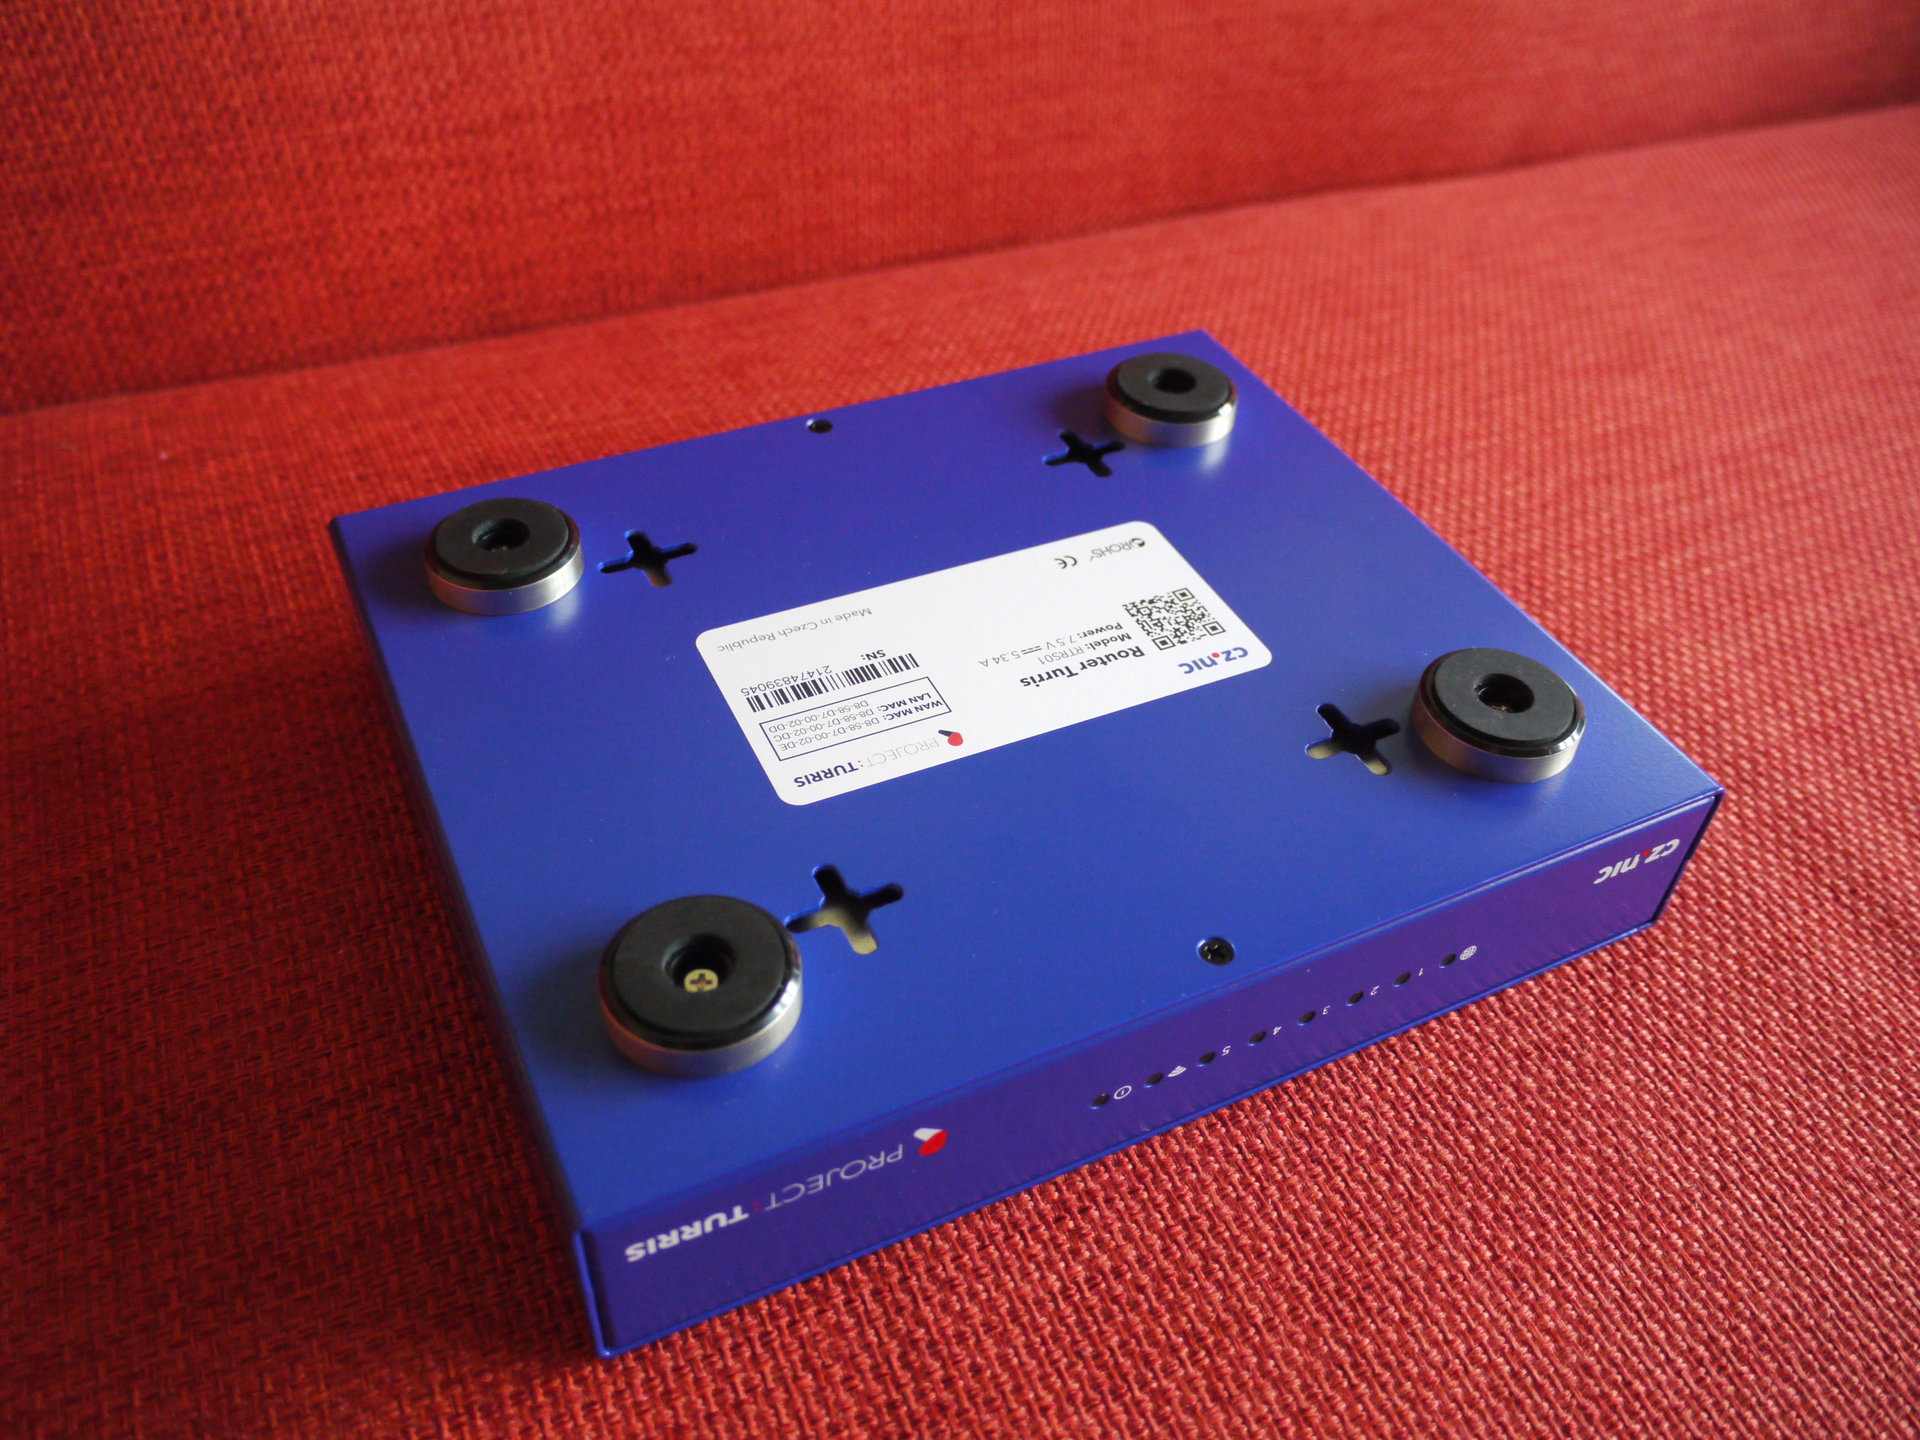 cz.nic
Router Turris
Model: RTRS01
Power: 7.5 V 5.34 A
CE
ROHS
PROJECT:TURRIS
WAN MAC: D8-58-D7-00-02-DE
D8-58-D7-00-02-DC
LAN MAC: D8-58-D7-00-02-DD
SN:
21474839045
Made in Czech Republic
cz.nic
1 2 3 4 5
PROJECT:TURRIS